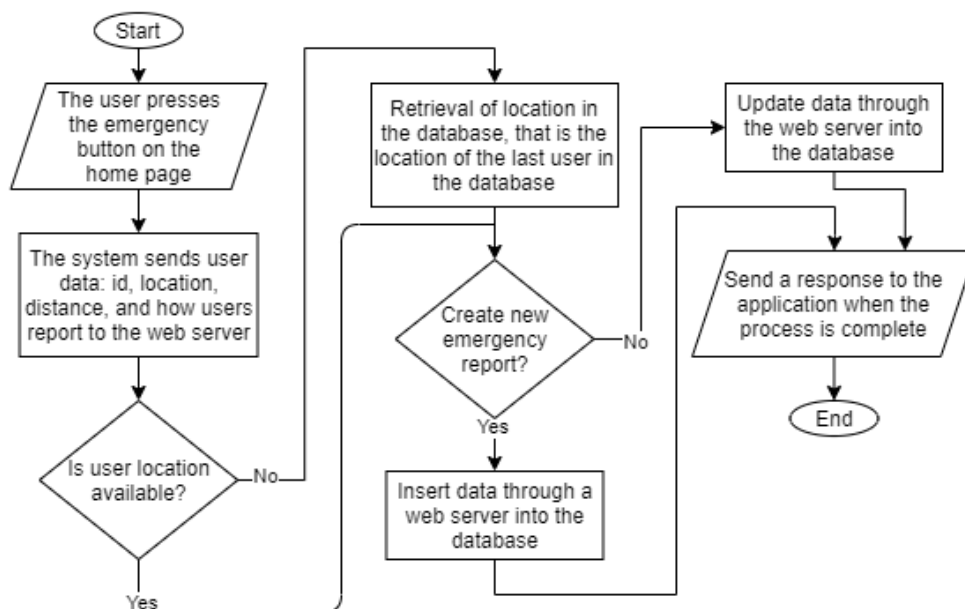 Start
The user presses
the emergency
button on the
home page
The system sends user
data: id, location,
distance, and how users
report to the web server
Is user location
available?
No
Yes
Retrieval of location in
the database, that is the
location of the last user in
the database
Create new
emergency
report?
No
Yes
Insert data through a
web server into the
database
Update data through
the web server into
the database
Send a response to the
application when the
process is complete
End